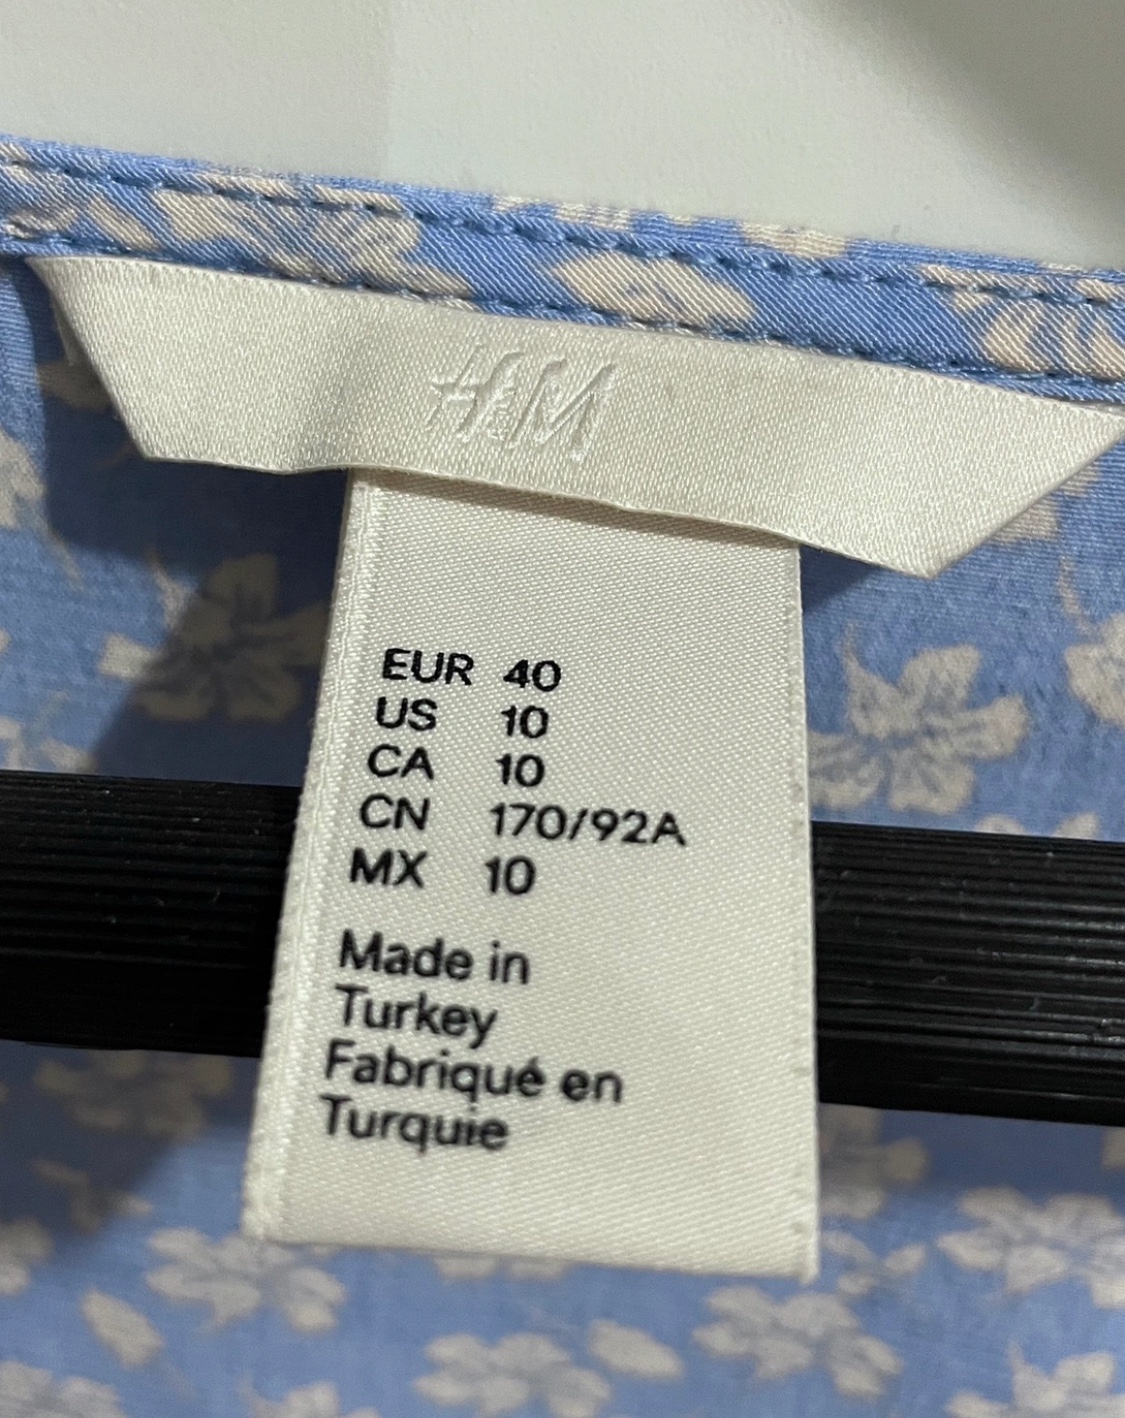 H&M
EUR 40
US 10
CA 10
CN 170/92A
MX 10
Made in
Turkey
Fabriqué en
Turquie